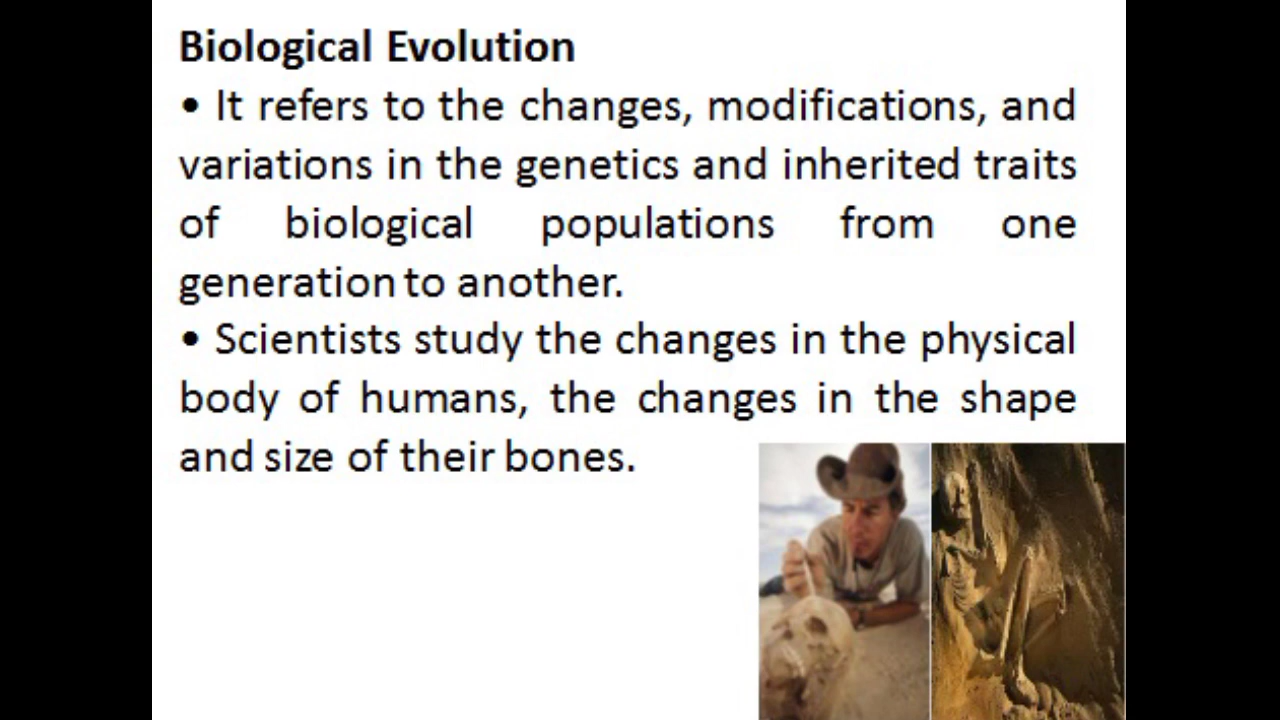 Biological Evolution
• It refers to the changes, modifications, and
variations in the genetics and inherited traits
of biological populations from one
generation to another.
• Scientists study the changes in the physical
body of humans, the changes in the shape
and size of their bones.